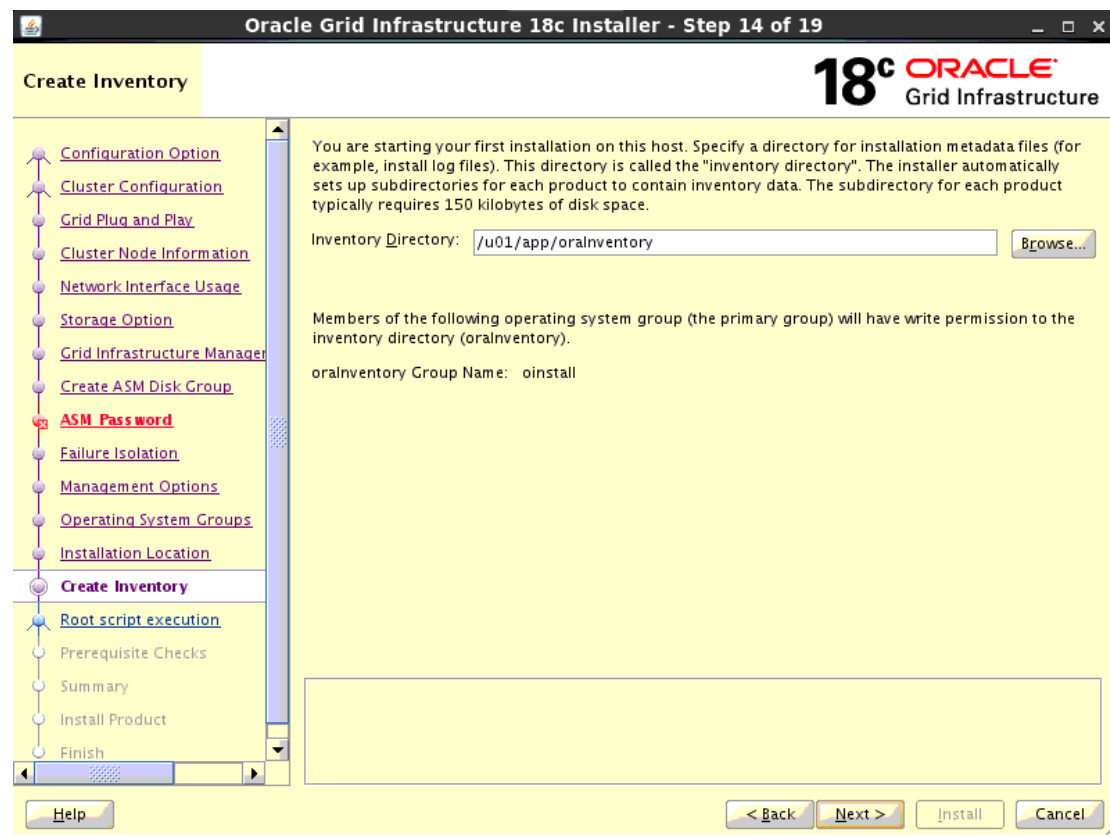 Oracle Grid Infrastructure 18c Installer - Step 14 of 19
Create Inventory
18c ORACLE
Grid Infrastructure
Configuration Option
Cluster Configuration
Grid Plug and Play
Cluster Node Information
Network Interface Usage
Storage Option
Grid Infrastructure Manager
Create ASM Disk Group
ASM Password
Failure Isolation
Management Options
Operating System Groups
Installation Location
Create Inventory
Root script execution
Prerequisite Checks
Summary
Install Product
Finish
You are starting your first installation on this host. Specify a directory for installation metadata files (for
example, install log files). This directory is called the "inventory directory". The installer automatically
sets up subdirectories for each product to contain inventory data. The subdirectory for each product
typically requires 150 kilobytes of disk space.
Inventory Directory: /u01/app/oraInventory Browse...
Members of the following operating system group (the primary group) will have write permission to the
inventory directory (oraInventory).
oraInventory Group Name: oinstall
Help < Back Next > Install Cancel